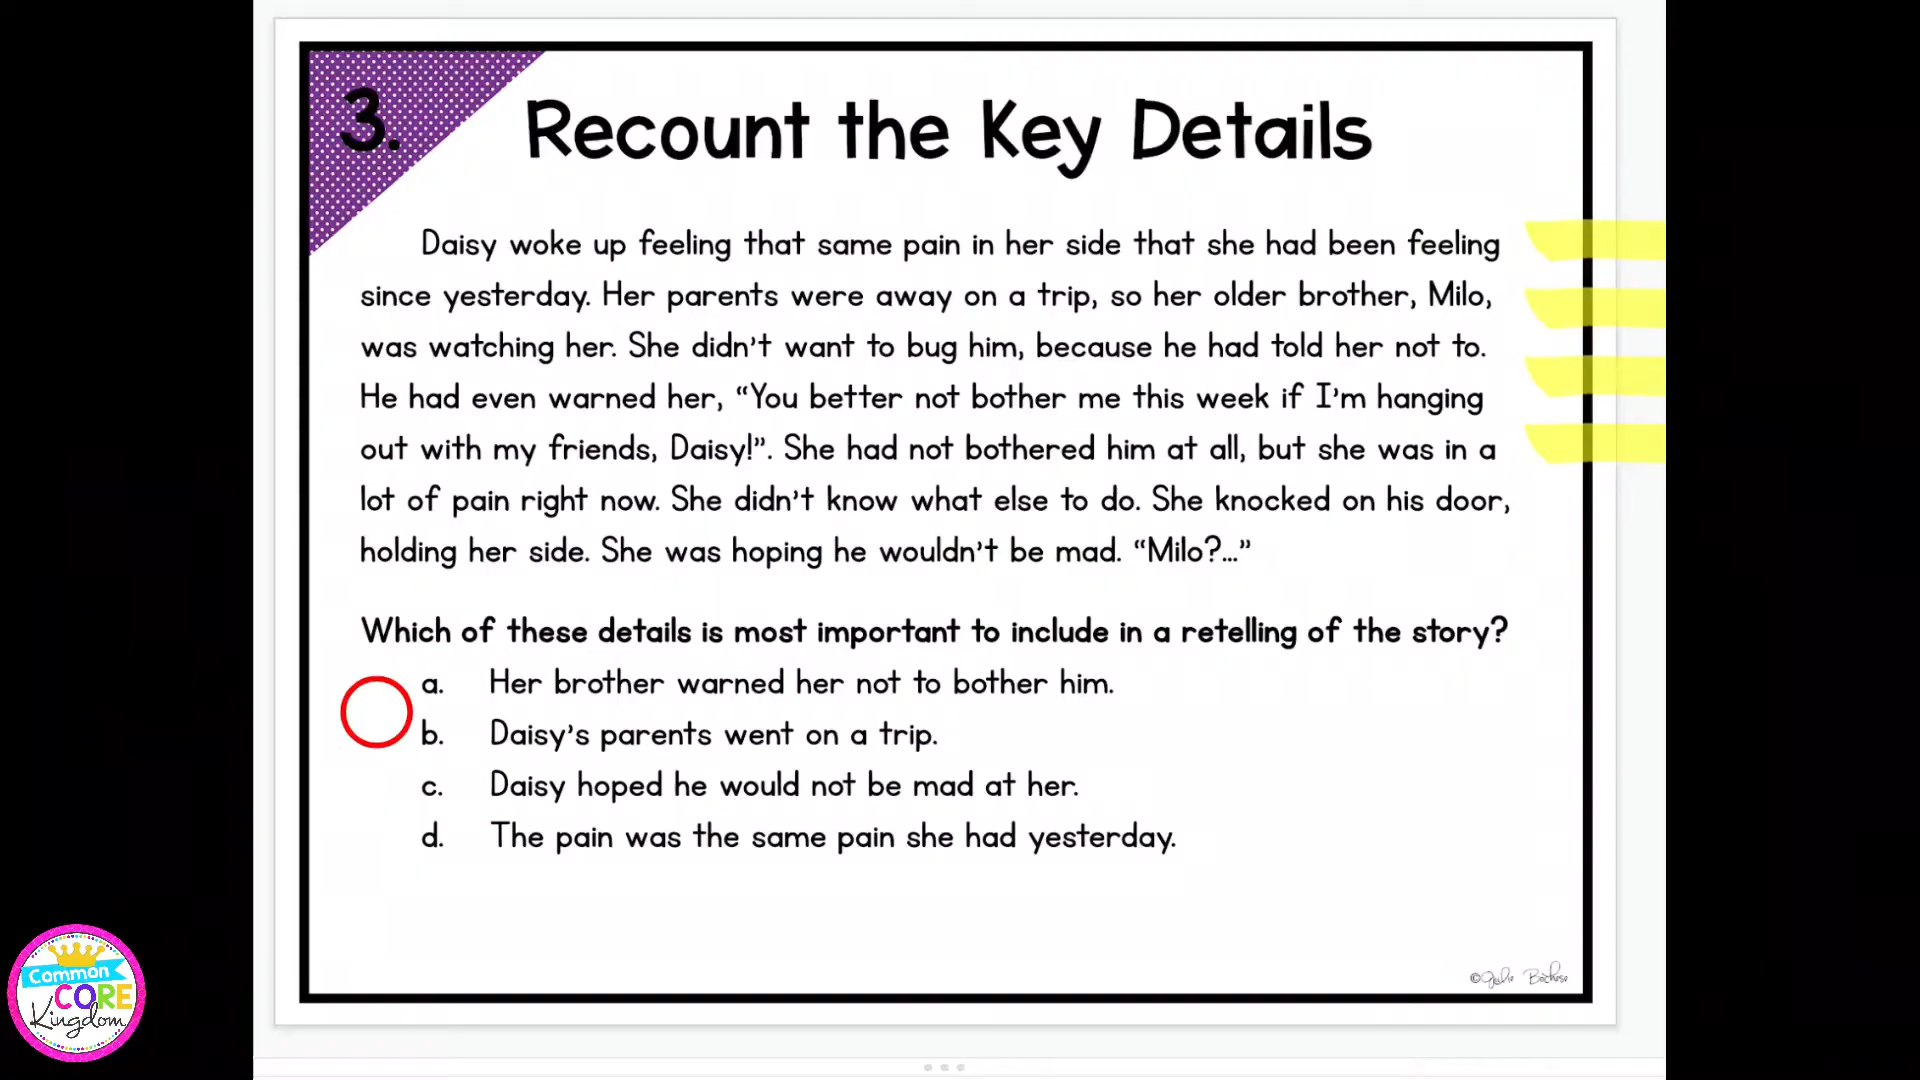 3.
Recount the Key Details
Daisy woke up feeling that same pain in her side that she had been feeling
since yesterday. Her parents were away on a trip, so her older brother, Milo,
was watching her. She didn't want to bug him, because he had told her not to.
He had even warned her, “You better not bother me this week if I'm hanging
out with my friends, Daisy!”. She had not bothered him at all, but she was in a
lot of pain right now. She didn't know what else to do. She knocked on his door,
holding her side. She was hoping he wouldn't be mad. “Milo?...”
Which of these details is most important to include in a retelling of the story?
a. Her brother warned her not to bother him.
b. Daisy's parents went on a trip.
c. Daisy hoped he would not be mad at her.
d. The pain was the same pain she had yesterday.
Common
CORE
Kingdom